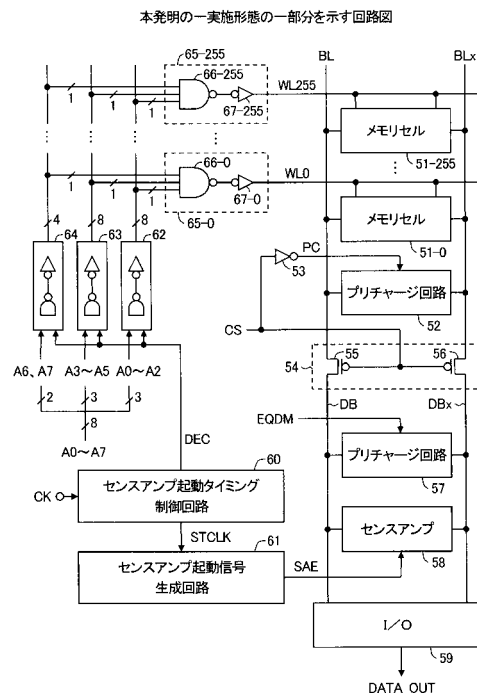 本発明の一実施形態の一部分を示す回路図
65-255
BL
BLx
66-255
WL255
1
1
1
67-255
メモリセル
51-255
66-0
WL0
1
1
1
67-0
65-0
メモリセル
51-0
4
8
8
64
63
62
PC
53
プリチャージ回路
52
CS
54
55
56
A6、A7
A3～A5
A0～A2
2
3
3
8
A0～A7
DB
DBx
EQDM
DEC
プリチャージ回路
57
60
センスアンプ起動タイミング
制御回路
CK
センスアンプ
58
STCLK
61
センスアンプ起動信号
生成回路
SAE
I／O
59
DATA OUT